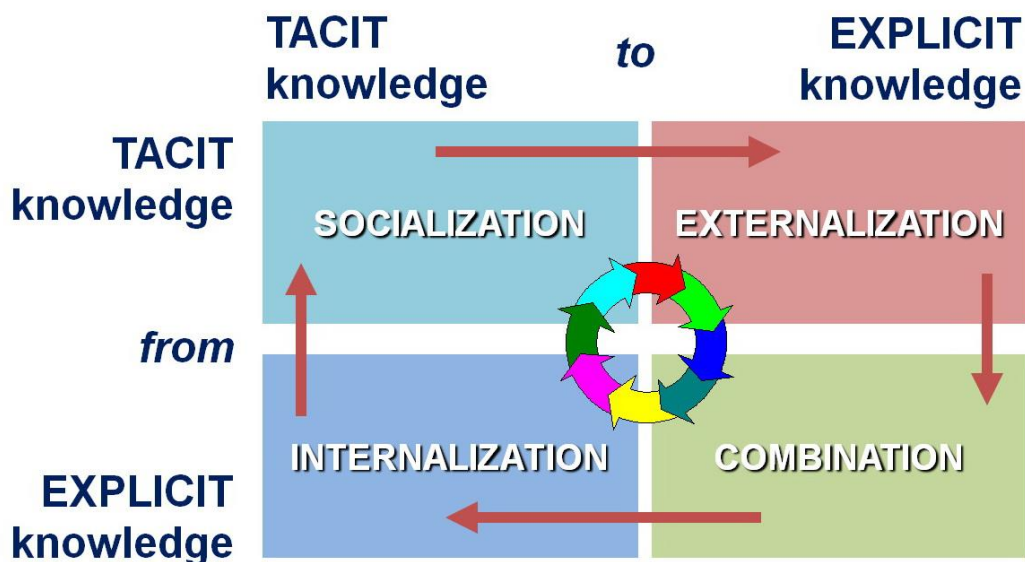 TACIT
knowledge
to
EXPLICIT
knowledge
TACIT
knowledge
SOCIALIZATION
EXTERNALIZATION
from
INTERNALIZATION
COMBINATION
EXPLICIT
knowledge